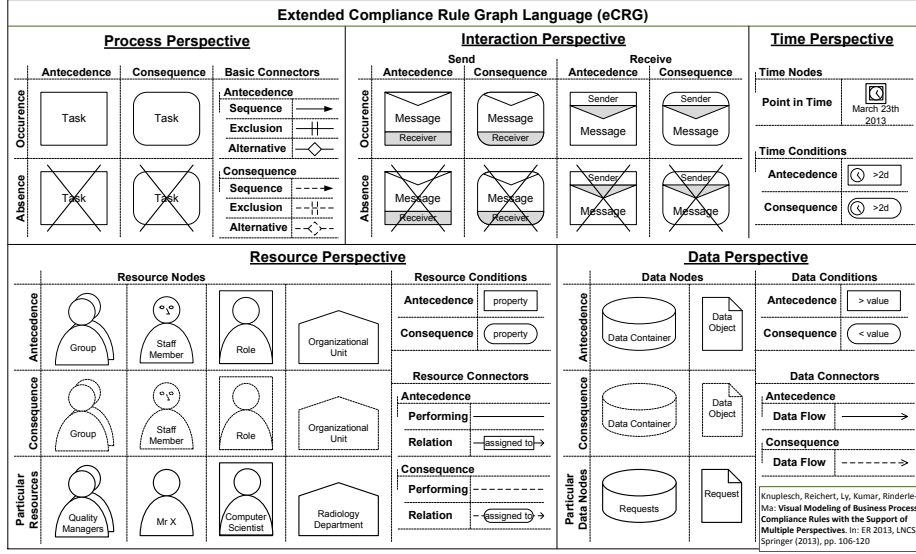 Extended Compliance Rule Graph Language (eCRG)
Process Perspective
Antecedence Consequence Basic Connectors
Occurence
Task
Task
Antecedence
Sequence
Exclusion
Alternative
Absence
Task
Task
Consequence
Sequence
Exclusion
Alternative
Interaction Perspective
Send Receive
Antecedence Consequence Antecedence Consequence
Occurence
Message
Receiver
Message
Receiver
Sender
Message
Sender
Message
Absence
Message
Receiver
Message
Receiver
Sender
Message
Sender
Message
Time Perspective
Time Nodes
Point in Time
March 23th
2013
Time Conditions
Antecedence >2d
Consequence >2d
Resource Perspective
Resource Nodes
Antecedence
Group
Staff
Member
Role
Organizational
Unit
Consequence
Group
Staff
Member
Role
Organizational
Unit
Particular
Resources
Quality
Managers
Mr X
Computer
Scientist
Radiology
Department
Resource Conditions
Antecedence property
Consequence property
Resource Connectors
Antecedence
Performing
Relation assigned to
Consequence
Performing
Relation assigned to
Data Perspective
Data Nodes
Antecedence
Data Container
Data
Object
Consequence
Data Container
Data
Object
Particular
Data Nodes
Requests
Request
Data Conditions
Antecedence > value
Consequence < value
Data Connectors
Antecedence
Data Flow
Consequence
Data Flow
Knuplesch, Reichert, Ly, Kumar, Rinderle-
Ma: Visual Modeling of Business Process
Compliance Rules with the Support of
Multiple Perspectives. In: ER 2013, LNCS
Springer (2013), pp. 106-120